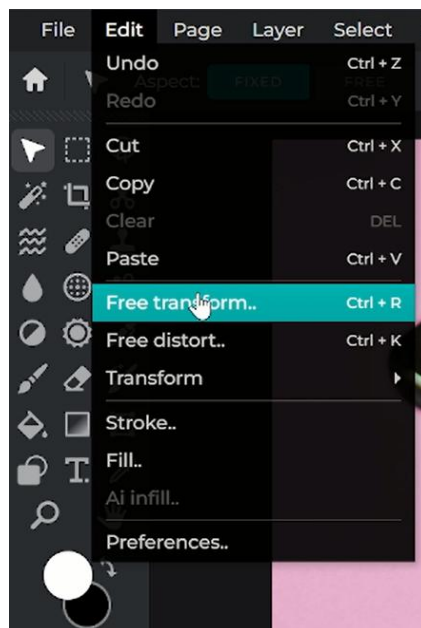 File Edit Page Layer Select
Undo Ctrl + Z
Aspect: FIXED FREE
Redo Ctrl + Y
Cut Ctrl + X
Copy Ctrl + C
Clear DEL
Paste Ctrl + V
Free transform.. Ctrl + R
Free distort.. Ctrl + K
Transform
Stroke..
Fill..
Ai infill..
Preferences..